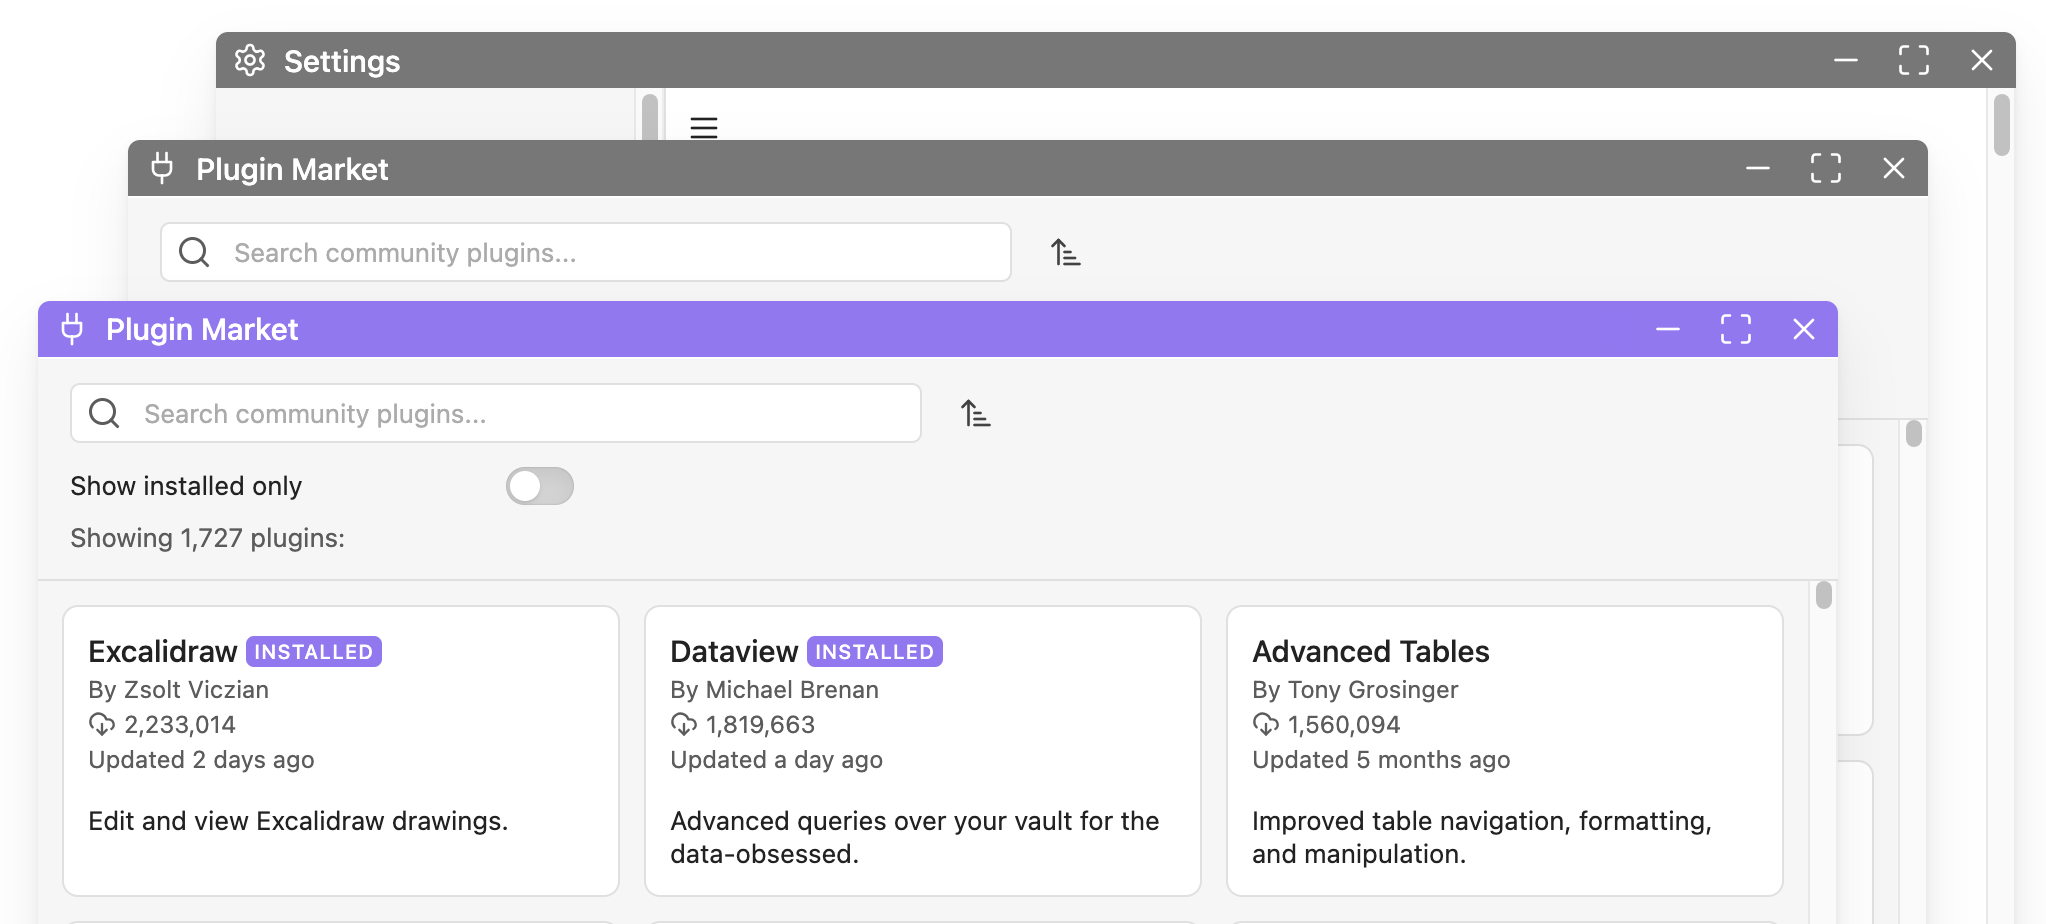 Settings
Plugin Market
Search community plugins...
Plugin Market
Search community plugins...
Show installed only
Showing 1,727 plugins:
Excalidraw INSTALLED
By Zsolt Viczian
2,233,014
Updated 2 days ago
Edit and view Excalidraw drawings.
Dataview INSTALLED
By Michael Brenan
1,819,663
Updated a day ago
Advanced queries over your vault for the
data-obsessed.
Advanced Tables
By Tony Grosinger
1,560,094
Updated 5 months ago
Improved table navigation, formatting,
and manipulation.